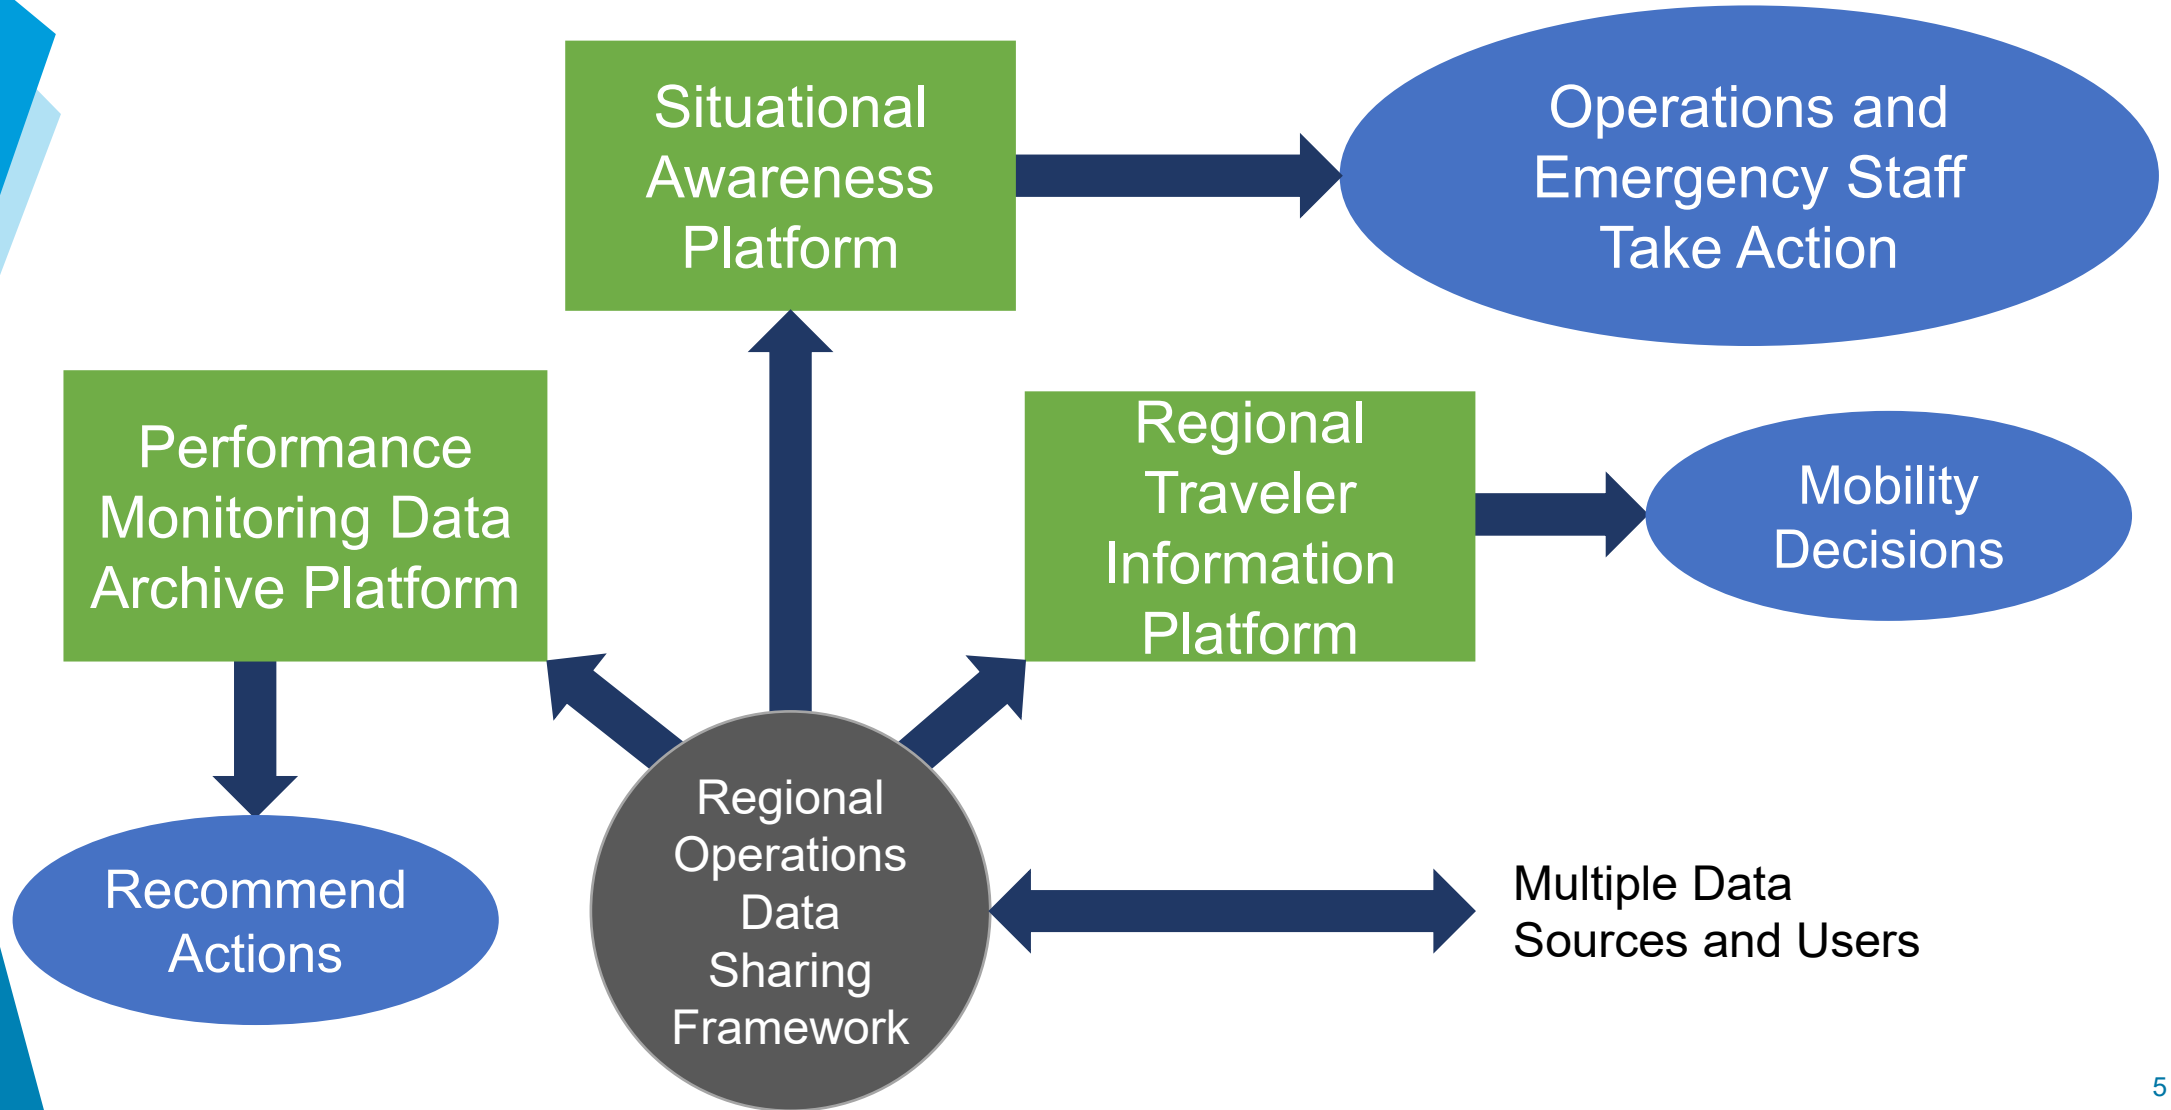 Situational
Awareness
Platform
Operations and
Emergency Staff
Take Action
Performance
Monitoring Data
Archive Platform
Regional
Traveler
Information
Platform
Mobility
Decisions
Recommend
Actions
Regional
Operations
Data
Sharing
Framework
Multiple Data
Sources and Users
5